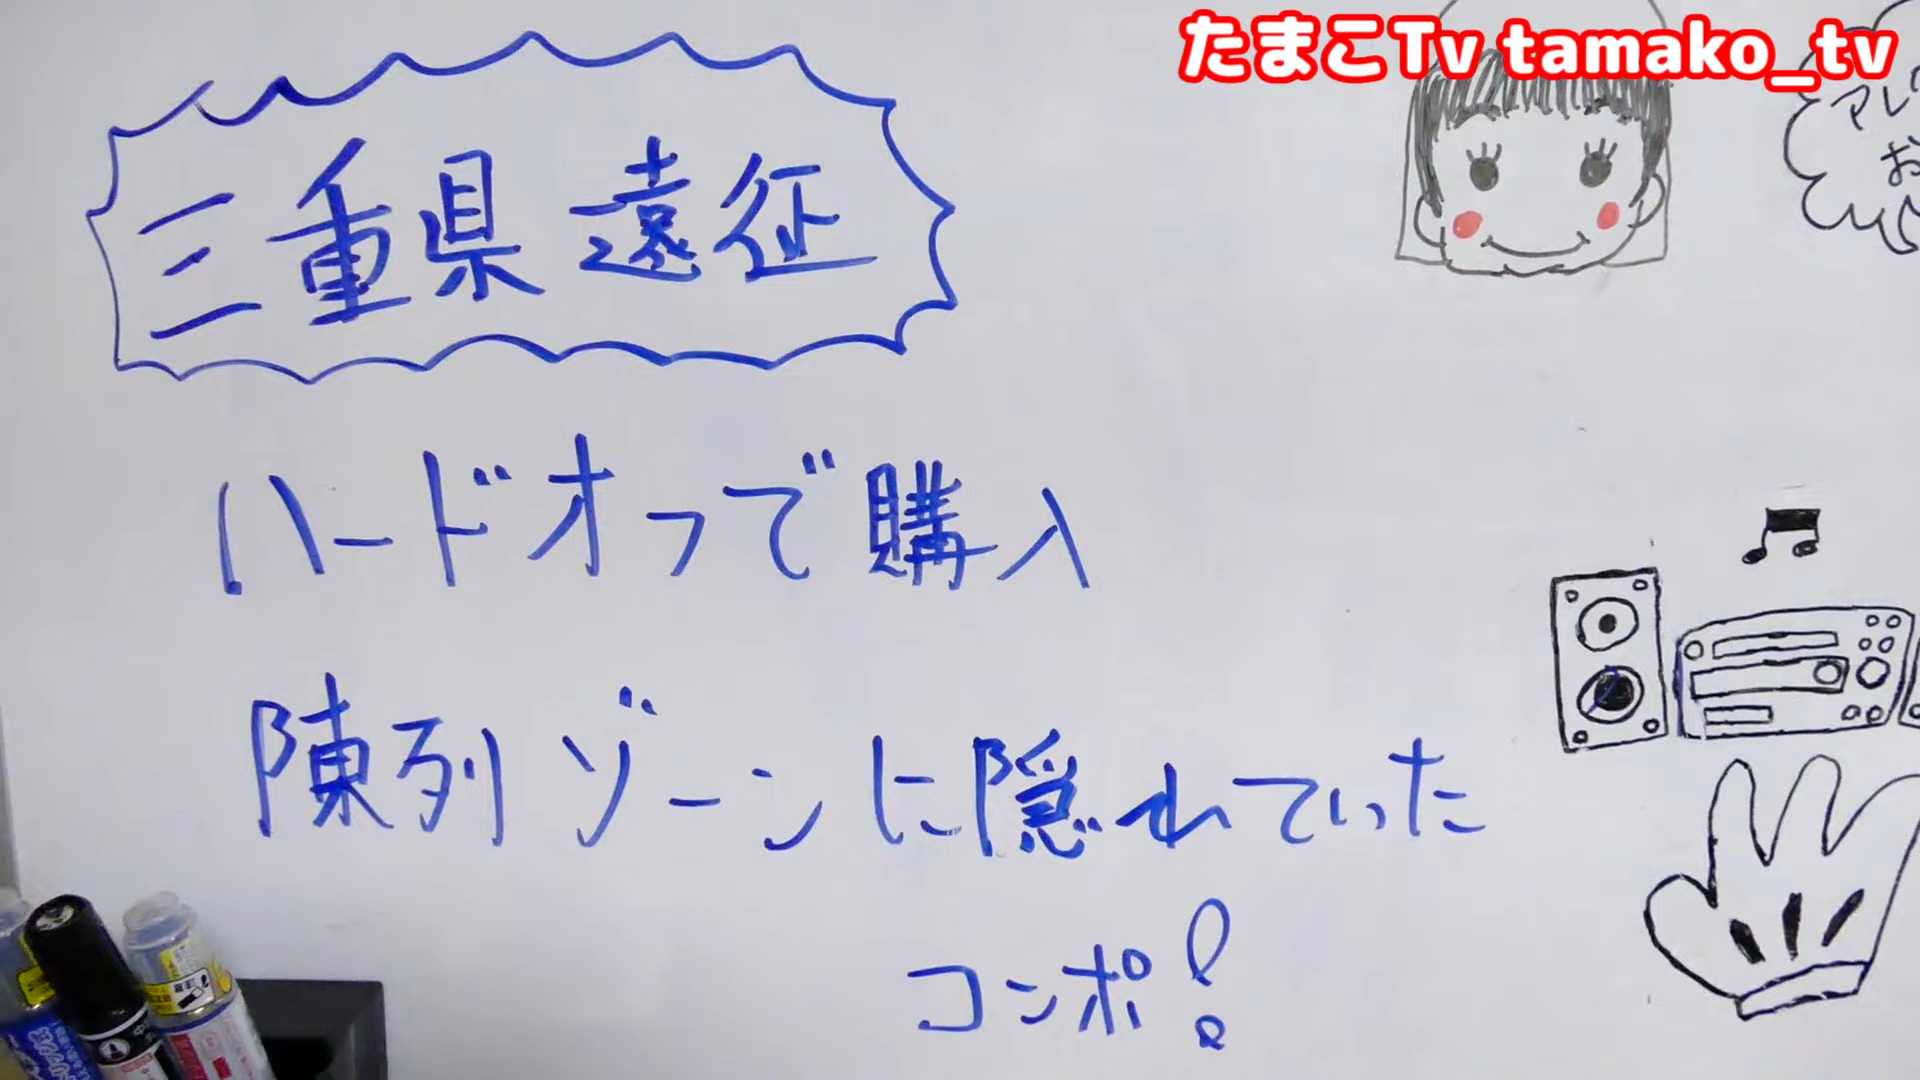 たまこTv tamako_tv
三重県遠征
ハードオフで購入
陳列ゾーンに隠れていた
コンポ!